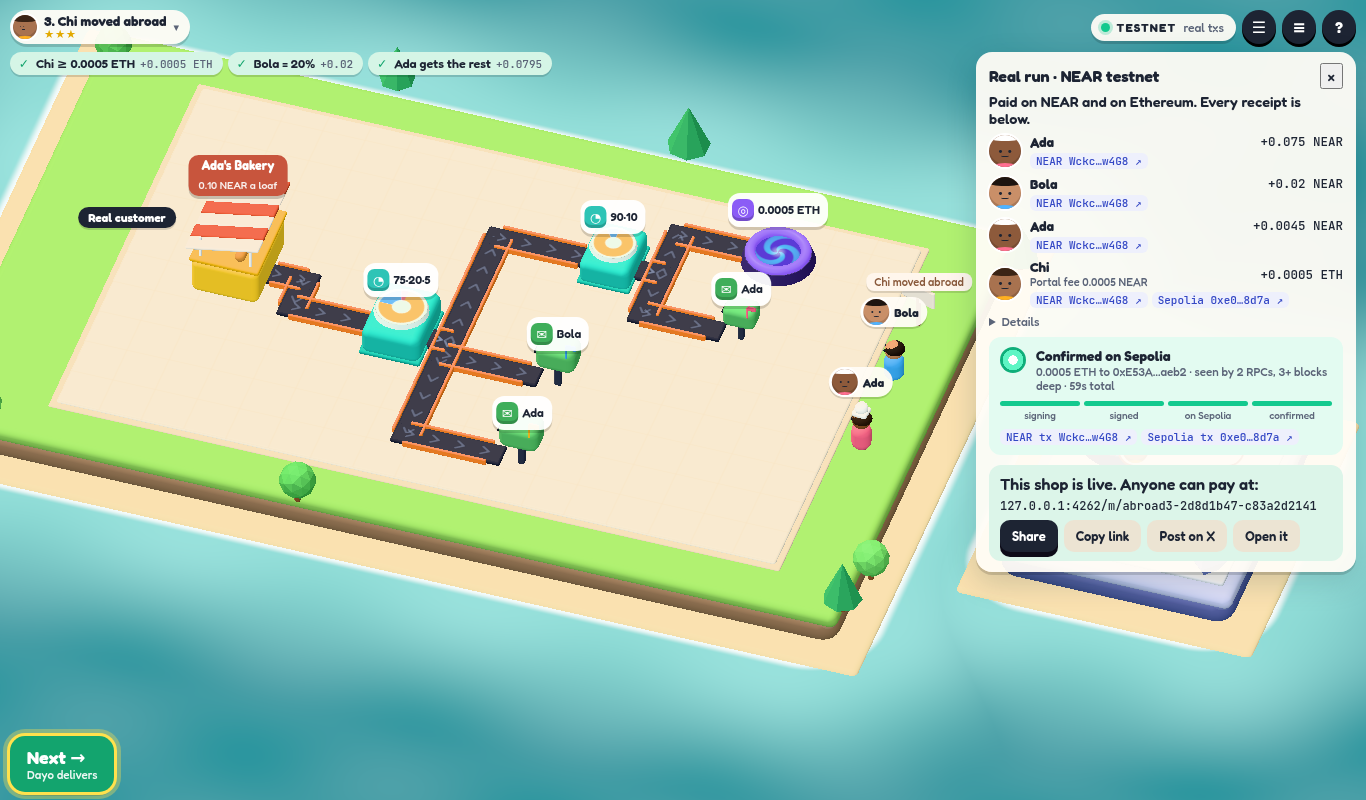 3. Chi moved abroad
★★★
✓ Chi ≥ 0.0005 ETH +0.0005 ETH
✓ Bola = 20% +0.02
✓ Ada gets the rest +0.0795
TESTNET real txs
?
Ada's Bakery
0.10 NEAR a loaf
Real customer
75-20-5
90-10
0.0005 ETH
Ada
Bola
Ada
Chi moved abroad
Bola
Ada
Real run · NEAR testnet
×
Paid on NEAR and on Ethereum. Every receipt is
below.
Ada
+0.075 NEAR
NEAR Wckc…w4G8 ↗
Bola
+0.02 NEAR
NEAR Wckc…w4G8 ↗
Ada
+0.0045 NEAR
NEAR Wckc…w4G8 ↗
Chi
Portal fee 0.0005 NEAR
+0.0005 ETH
NEAR Wckc…w4G8 ↗ Sepolia 0xe0…8d7a ↗
▶ Details
Confirmed on Sepolia
0.0005 ETH to 0xE53A…aeb2 · seen by 2 RPCs, 3+ blocks
deep · 59s total
signing signed on Sepolia confirmed
NEAR tx Wckc…w4G8 ↗ Sepolia tx 0xe0…8d7a ↗
This shop is live. Anyone can pay at:
127.0.0.1:4262/m/abroad3-2d8d1b47-c83a2d2141
Share Copy link Post on X Open it
Next →
Dayo delivers